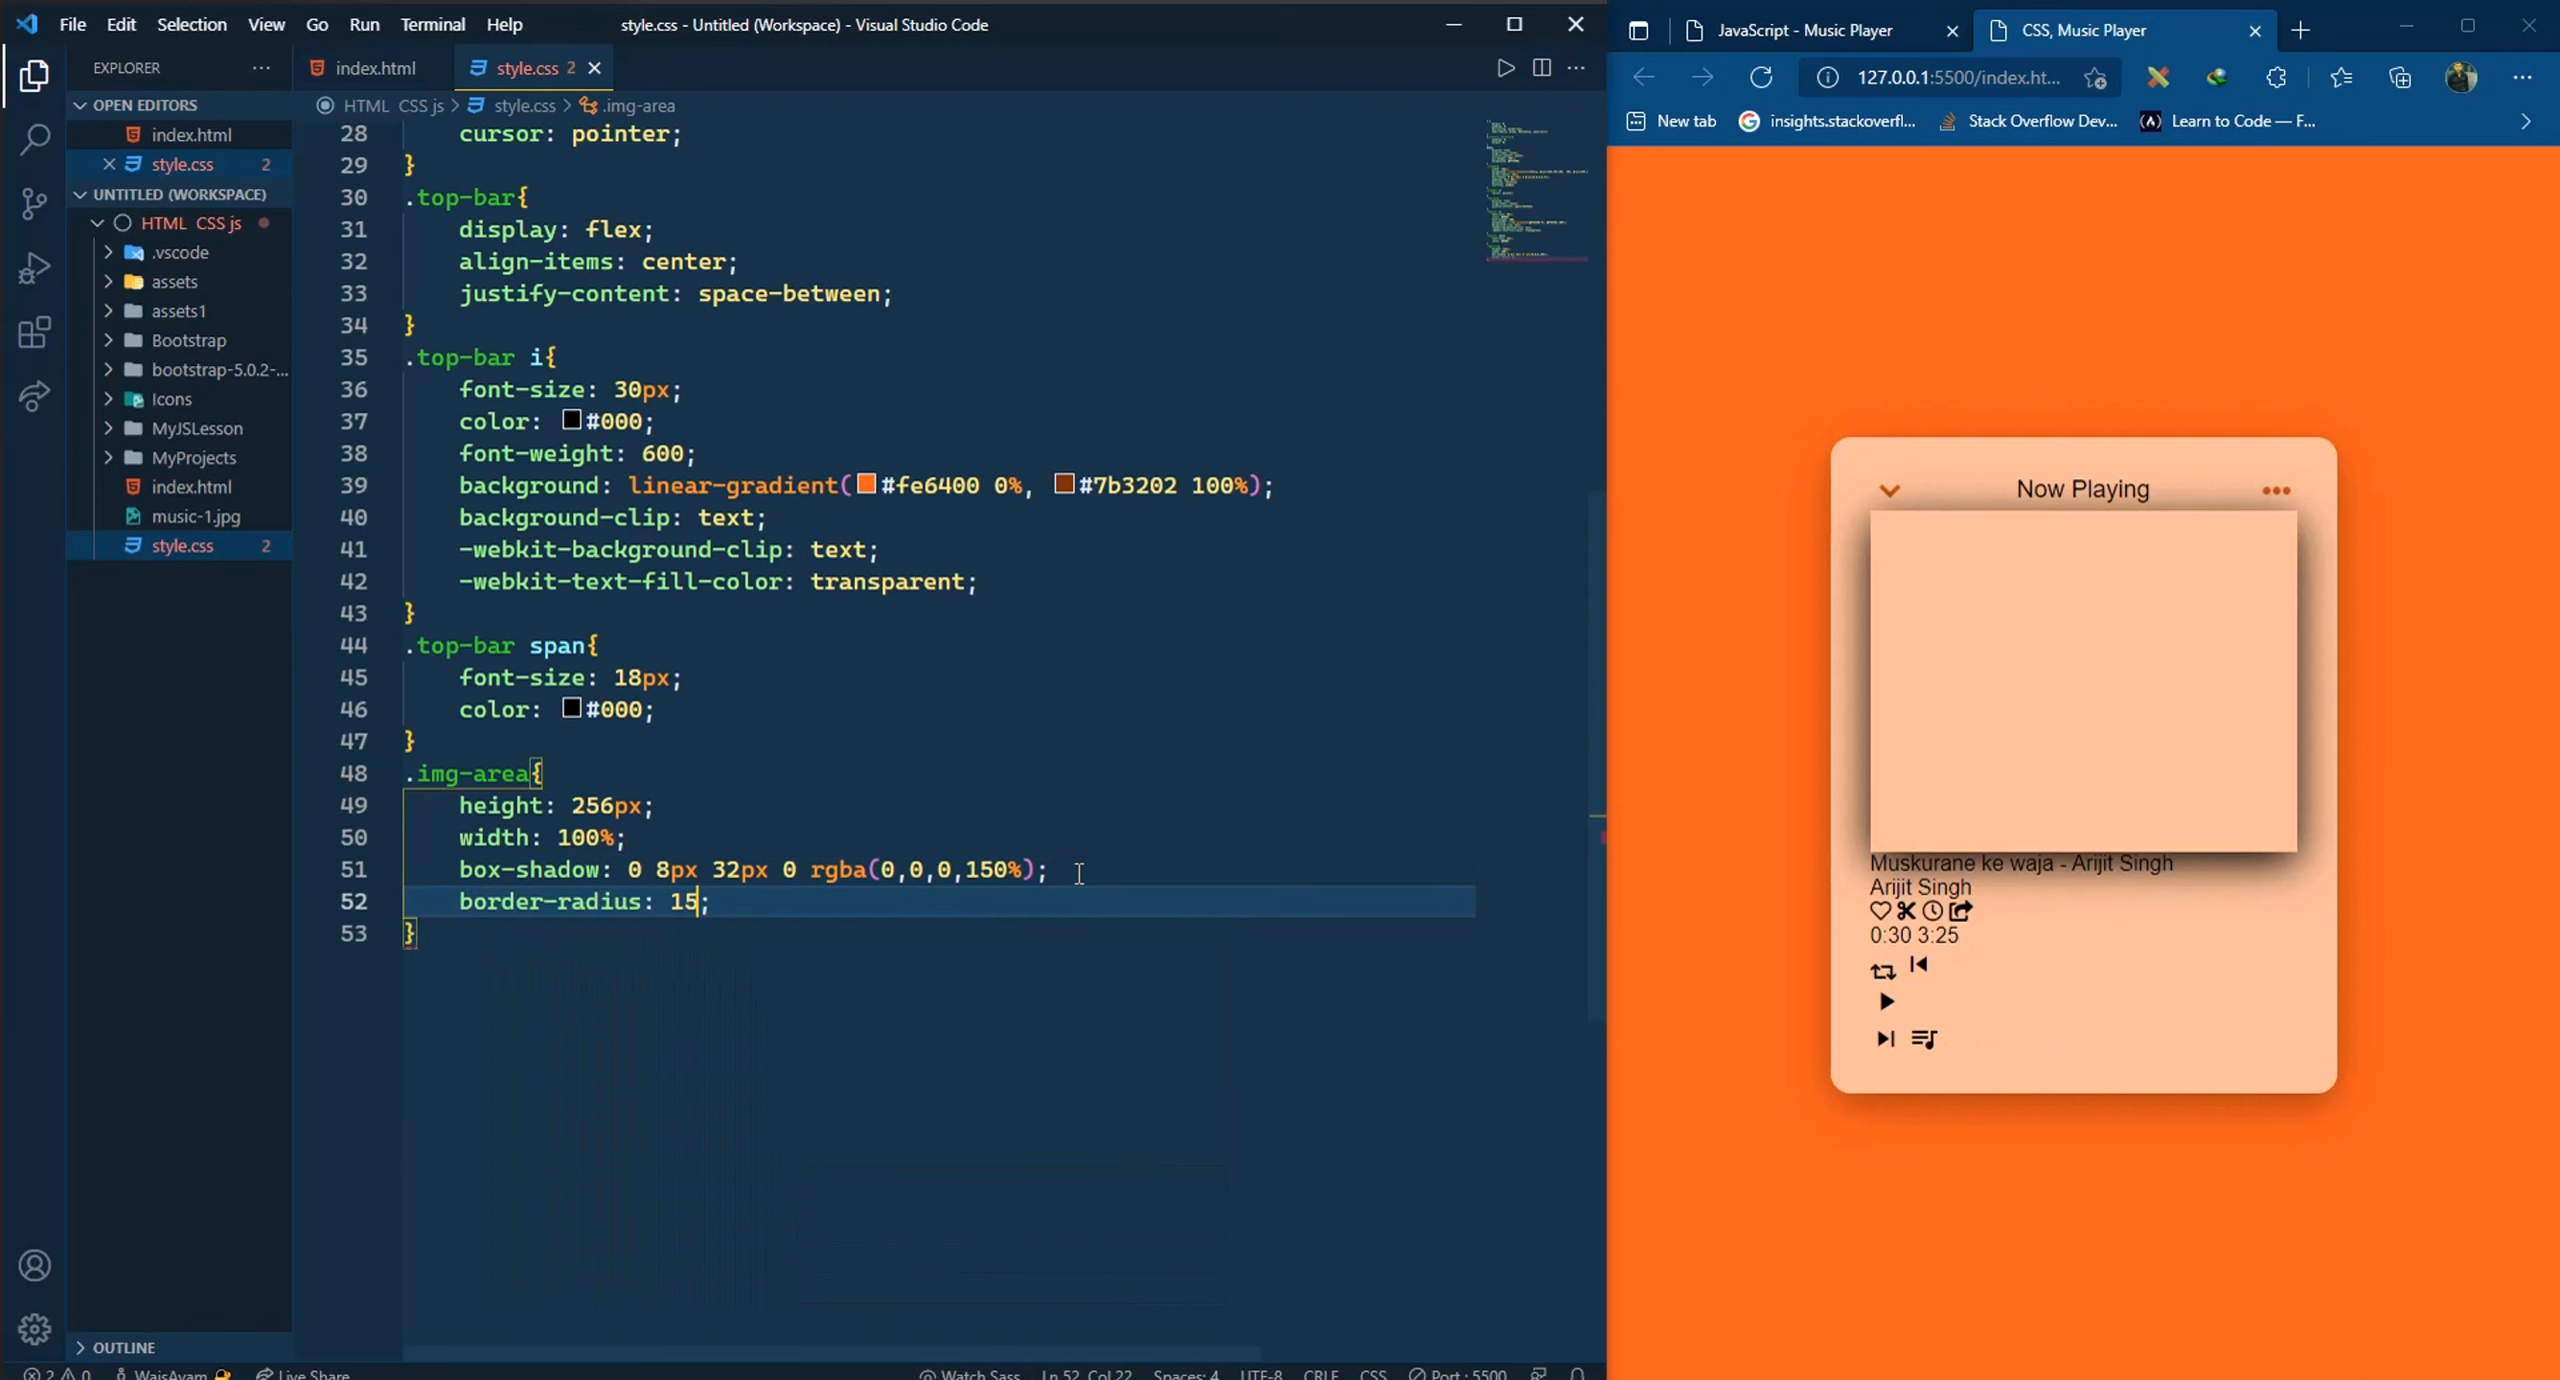 File Edit Selection View Go Run Terminal Help
style.css - Untitled (Workspace) - Visual Studio Code
EXPLORER
OPEN EDITORS
index.html
style.css 2
UNTITLED (WORKSPACE)
HTML CSS js
.vscode
assets
assets1
Bootstrap
bootstrap-5.0.2-...
Icons
MyJSLesson
MyProjects
index.html
music-1.jpg
style.css 2
OUTLINE
index.html
style.css 2
HTML CSS js > style.css > .img-area
28 cursor: pointer;
29 }
30 .top-bar{
31 display: flex;
32 align-items: center;
33 justify-content: space-between;
34 }
35 .top-bar i{
36 font-size: 30px;
37 color: #000;
38 font-weight: 600;
39 background: linear-gradient(#fe6400 0%, #7b3202 100%);
40 background-clip: text;
41 -webkit-background-clip: text;
42 -webkit-text-fill-color: transparent;
43 }
44 .top-bar span{
45 font-size: 18px;
46 color: #000;
47 }
48 .img-area{
49 height: 256px;
50 width: 100%;
51 box-shadow: 0 8px 32px 0 rgba(0,0,0,150%);
52 border-radius: 15;
53 }
2 0 WaisAyam Live Share
Watch Sass Ln 52, Col 22 Spaces: 4 UTF-8 CRLF CSS Port : 5500
JavaScript - Music Player
CSS, Music Player
127.0.0.1:5500/index.ht...
New tab
insights.stackoverfl...
Stack Overflow Dev...
Learn to Code — F...
Now Playing
Muskurane ke waja - Arijit Singh
Arijit Singh
0:30 3:25